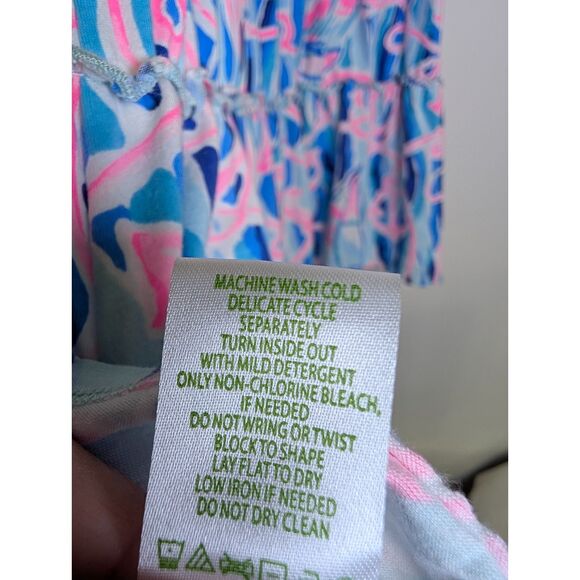 MACHINE WASH COLD
DELICATE CYCLE
SEPARATELY
TURN INSIDE OUT
WITH MILD DETERGENT
ONLY NON-CHLORINE BLEACH,
IF NEEDED
DO NOT WRING OR TWIST
BLOCK TO SHAPE
LAY FLAT TO DRY
LOW IRON IF NEEDED
DO NOT DRY CLEAN